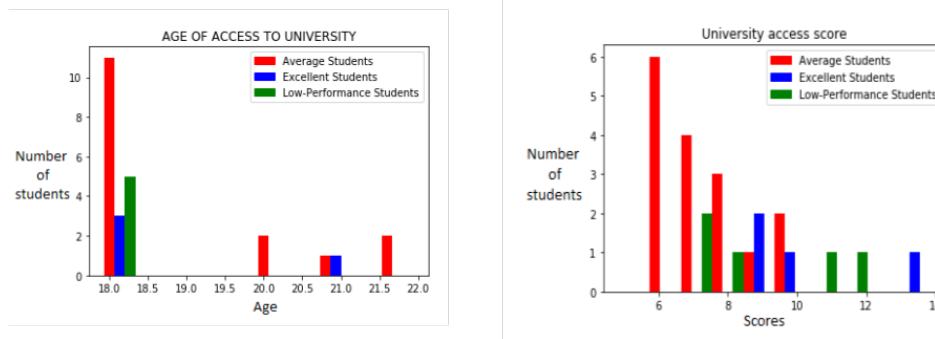 AGE OF ACCESS TO UNIVERSITY
Average Students
Excellent Students
Low-Performance Students
10
8
6
4
2
0
Number
of
students
18.0 18.5 19.0 19.5 20.0 20.5 21.0 21.5 22.0
Age
University access score
Average Students
Excellent Students
Low-Performance Students
6
5
4
3
2
1
0
Number
of
students
6 8 10 12 1
Scores